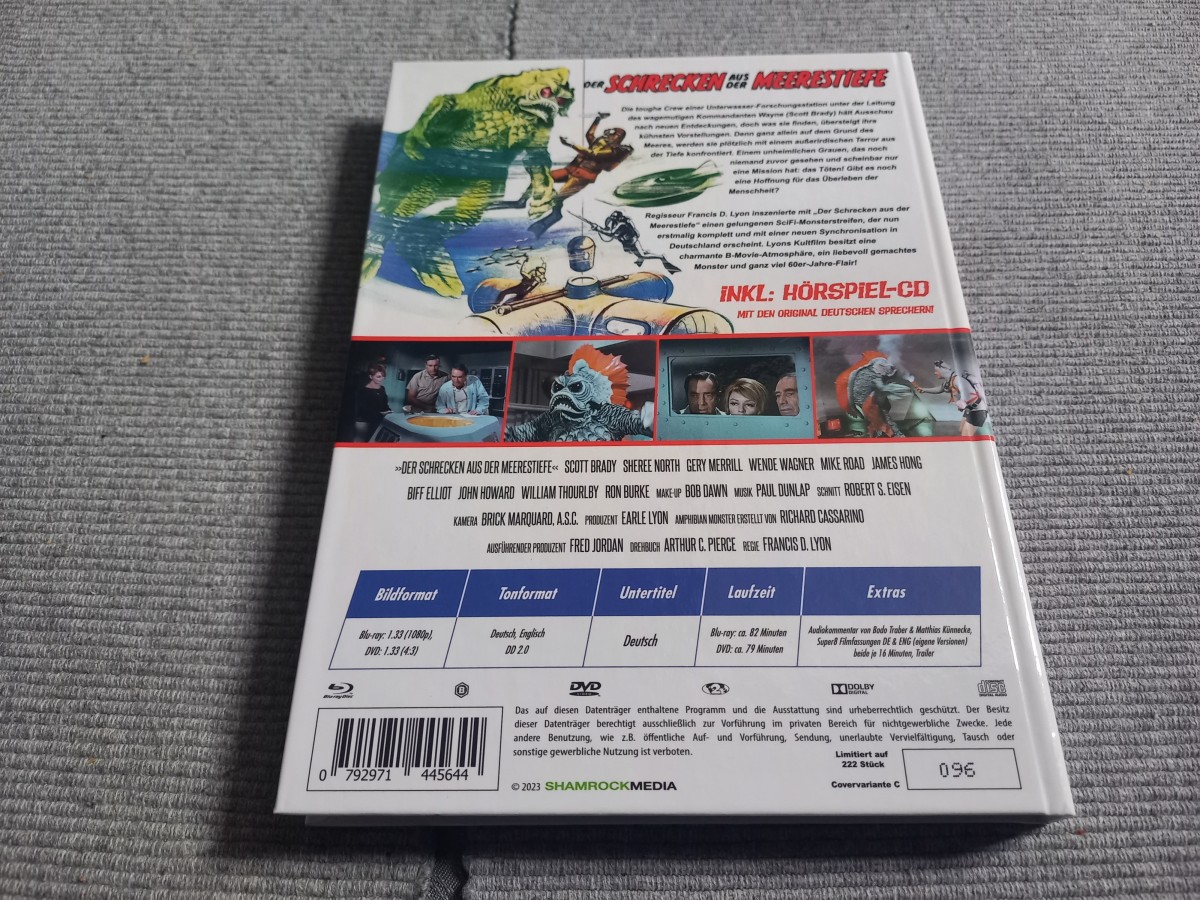 DER SCHRECKEN AUS DER MEERESTIEFE
Die toughe Crew einer Unterwasser-Forschungsstation unter der Leitung
des wagemutigen Kommandanten Wayne (Scott Brady) hält Ausschau
nach neuen Entdeckungen, doch was sie finden, übersteigt ihre
kühnsten Vorstellungen. Denn ganz allein auf dem Grund des
Meeres, werden sie plötzlich mit einem außerirdischen Terror aus
der Tiefe konfrontiert. Einem unheimlichen Grauen, das noch
niemand zuvor gesehen und scheinbar nur
eine Mission hat: das Töten! Gibt es noch
eine Hoffnung für das Überleben der
Menschheit?
Regisseur Francis D. Lyon inszenierte mit „Der Schrecken aus der
Meerestiefe“ einen gelungenen SciFi-Monsterstreifen, der nun
erstmalig komplett und mit einer neuen Synchronisation in
Deutschland erscheint. Lyons Kultfilm besitzt eine
charmante B-Movie-Atmosphäre, ein liebevoll gemachtes
Monster und ganz viel 60er-Jahre-Flair!
INKL: HÖRSPIEL-CD
MIT DEN ORIGINAL DEUTSCHEN SPRECHERN!
»DER SCHRECKEN AUS DER MEERESTIEFE« SCOTT BRADY SHEREE NORTH GERY MERRILL WENDE WAGNER MIKE ROAD JAMES HONG
BIFF ELLIOT JOHN HOWARD WILLIAM THOURLBY RON BURKE MAKE-UP BOB DAWN MUSIK PAUL DUNLAP SCHNITT ROBERT S. EISEN
KAMERA BRICK MARQUARD, A.S.C. PRODUZENT EARLE LYON AMPHIBIAN MONSTER ERSTELLT VON RICHARD CASSARINO
AUSFÜHRENDER PRODUZENT FRED JORDAN DREHBUCH ARTHUR C. PIERCE REGIE FRANCIS D. LYON
Bildformat Tonformat Untertitel Laufzeit Extras
Blu-ray: 1.33 (1080p),
DVD: 1.33 (4:3)
Deutsch, Englisch
DD 2.0
Deutsch
Blu-ray: ca. 82 Minuten
DVD: ca. 79 Minuten
Audiokommentar von Bodo Traber & Matthias Künnecke,
Super8 Filmfassungen DE & ENG (eigene Versionen)
beide je 16 Minuten, Trailer
Blu-ray Disc B DVD VIDEO 2 DOLBY DIGITAL COMPACT disc DIGITAL AUDIO
Das auf diesen Datenträger enthaltene Programm und die Ausstattung sind urheberrechtlich geschützt. Der Besitz
dieser Datenträger berechtigt ausschließlich zur Vorführung im privaten Bereich für nichtgewerbliche Zwecke. Jede
andere Benutzung, wie z.B. öffentliche Auf- und Vorführung, Sendung, unerlaubte Vervielfältigung, Tausch oder
sonstige gewerbliche Nutzung ist verboten.
0 792971 445644
© 2023 SHAMROCKMEDIA
Limitiert auf
222 Stück
Covervariante C
096